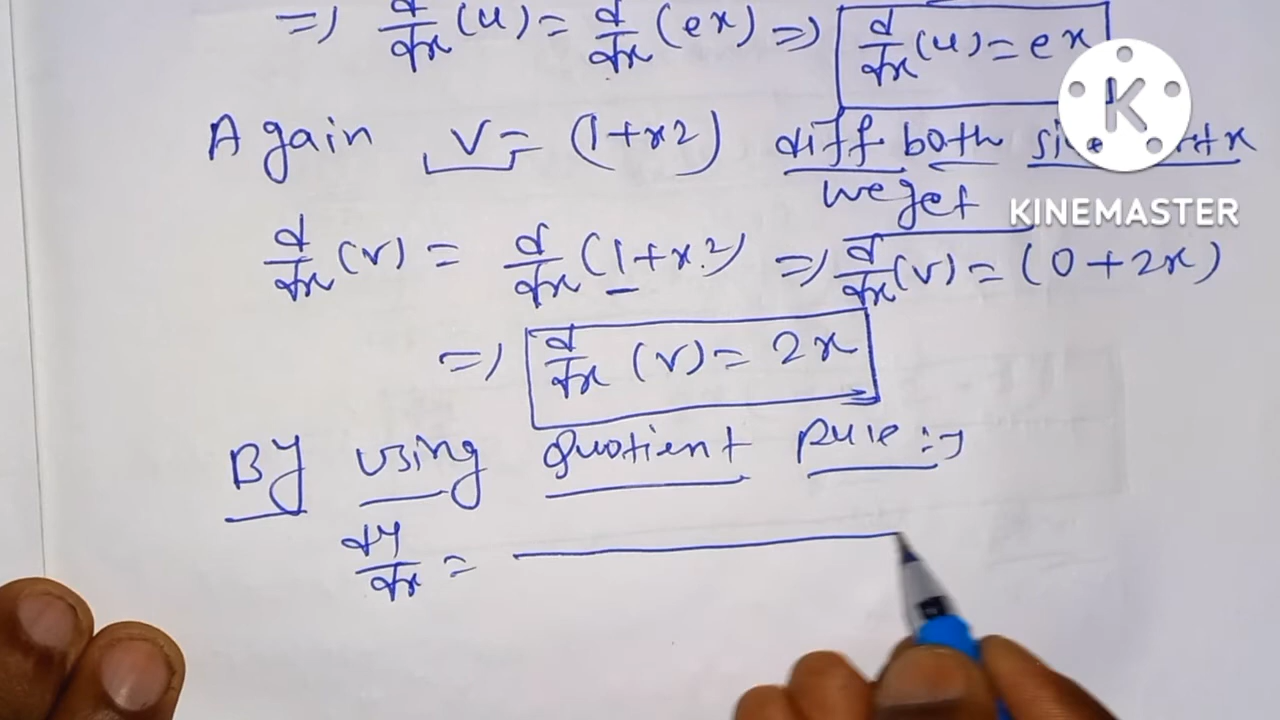 => d/dx (u) = d/dx (ex) => d/dx (u) = ex
Again v = (1+x2) diff both
we get
KINEMASTER
d/dx (v) = d/dx (1+x2) => d/dx (v) = (0+2x)
=> d/dx (v) = 2x
By using Quotient Rule :-
dy/dx =